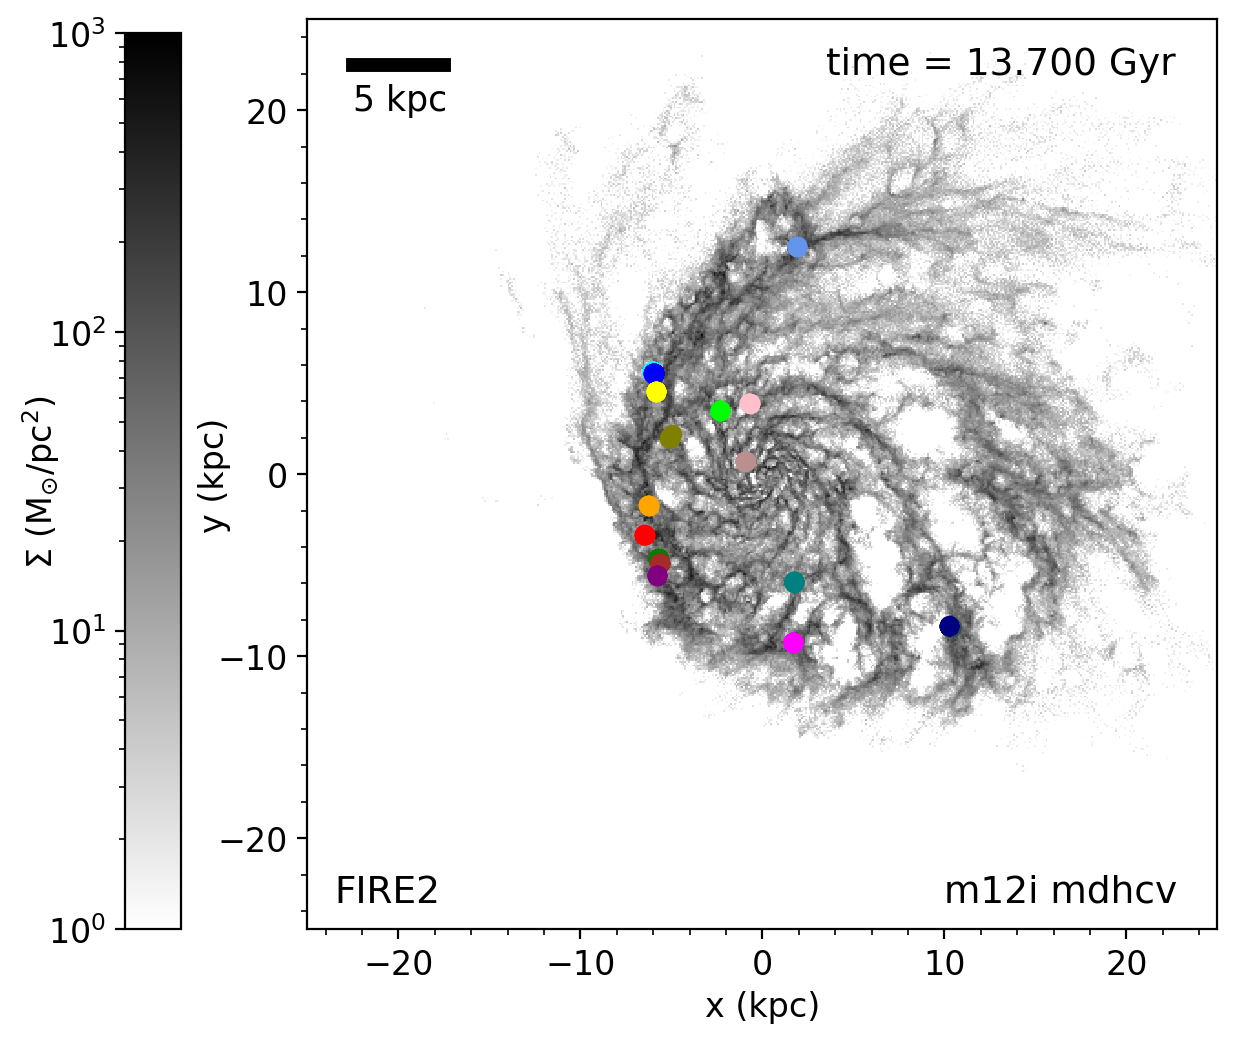 10³
10²
10¹
10⁰
Σ (M⊙/pc²)
y (kpc)
20
10
0
−10
−20
5 kpc
time = 13.700 Gyr
FIRE2
m12i mdhcv
−20
−10
0
10
20
x (kpc)